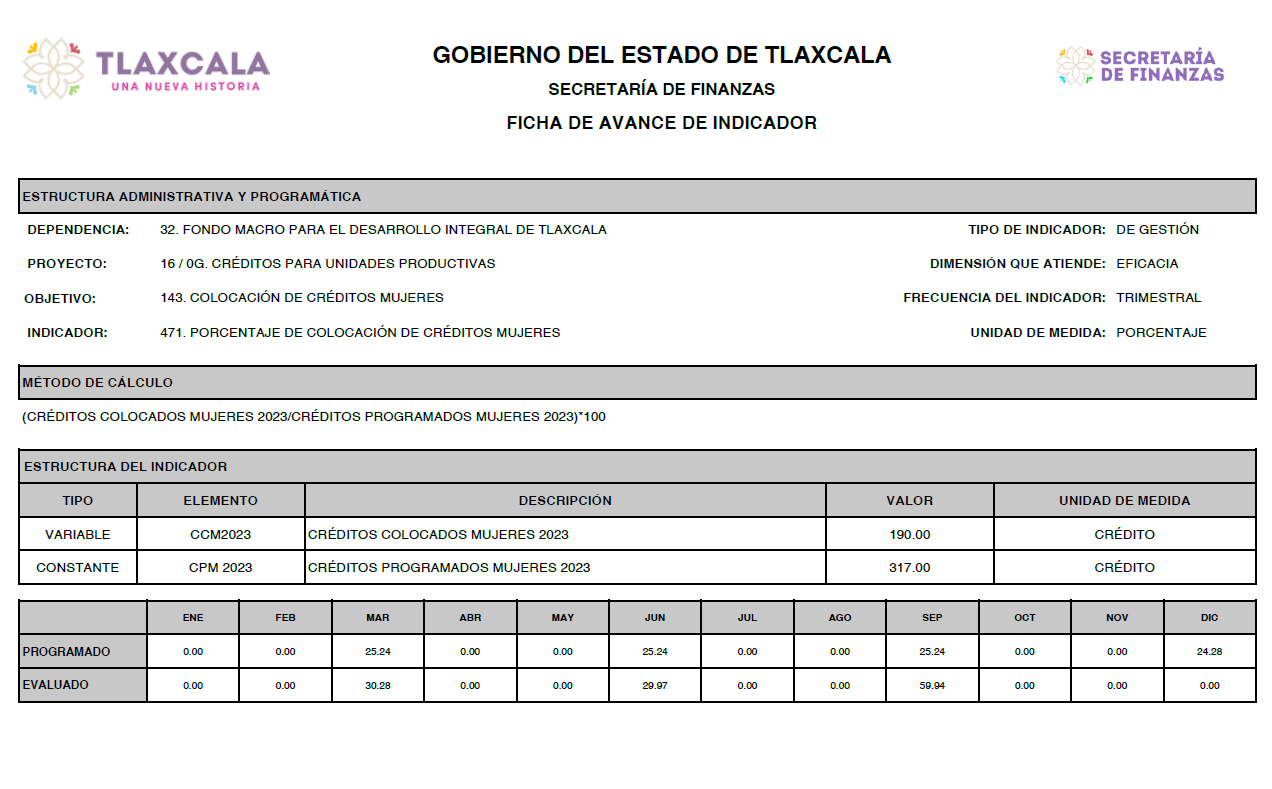 TLAXCALA
UNA NUEVA HISTORIA
GOBIERNO DEL ESTADO DE TLAXCALA
SECRETARÍA DE FINANZAS
FICHA DE AVANCE DE INDICADOR
SECRETARÍA
DE FINANZAS
ESTRUCTURA ADMINISTRATIVA Y PROGRAMÁTICA
DEPENDENCIA: 32. FONDO MACRO PARA EL DESARROLLO INTEGRAL DE TLAXCALA TIPO DE INDICADOR: DE GESTIÓN
PROYECTO: 16 / 0G. CRÉDITOS PARA UNIDADES PRODUCTIVAS DIMENSIÓN QUE ATIENDE: EFICACIA
OBJETIVO: 143. COLOCACIÓN DE CRÉDITOS MUJERES FRECUENCIA DEL INDICADOR: TRIMESTRAL
INDICADOR: 471. PORCENTAJE DE COLOCACIÓN DE CRÉDITOS MUJERES UNIDAD DE MEDIDA: PORCENTAJE
MÉTODO DE CÁLCULO
(CRÉDITOS COLOCADOS MUJERES 2023/CRÉDITOS PROGRAMADOS MUJERES 2023)*100
ESTRUCTURA DEL INDICADOR
TIPO ELEMENTO DESCRIPCIÓN VALOR UNIDAD DE MEDIDA
VARIABLE CCM2023 CRÉDITOS COLOCADOS MUJERES 2023 190.00 CRÉDITO
CONSTANTE CPM 2023 CRÉDITOS PROGRAMADOS MUJERES 2023 317.00 CRÉDITO
ENE FEB MAR ABR MAY JUN JUL AGO SEP OCT NOV DIC
PROGRAMADO 0.00 0.00 25.24 0.00 0.00 25.24 0.00 0.00 25.24 0.00 0.00 24.28
EVALUADO 0.00 0.00 30.28 0.00 0.00 29.97 0.00 0.00 59.94 0.00 0.00 0.00